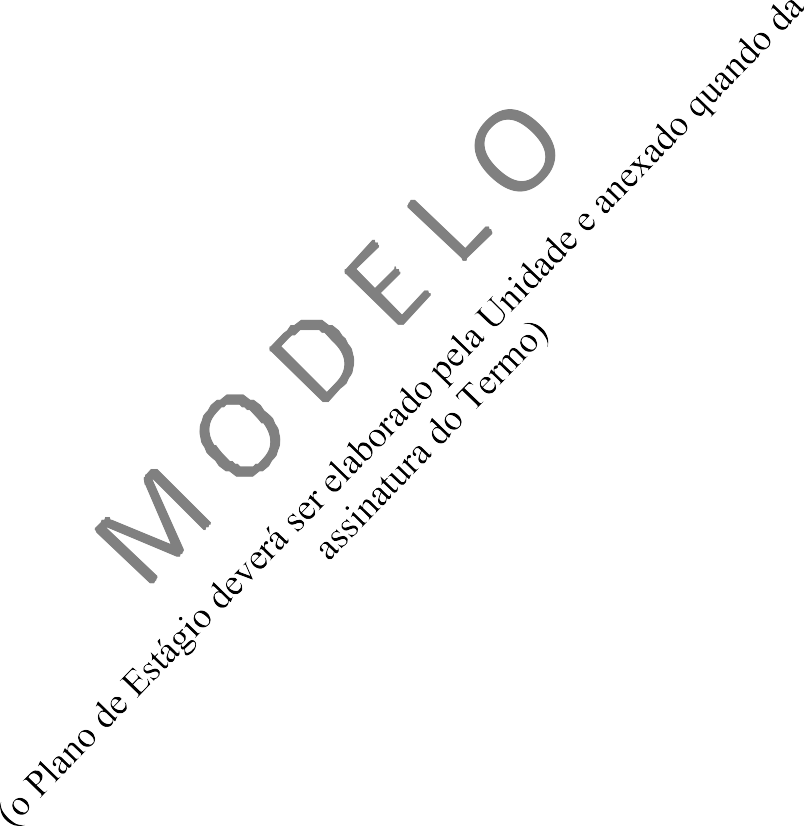 M O D E L O
(o Plano de Estágio deverá ser elaborado pela Unidade e anexado quando da
assinatura do Termo)